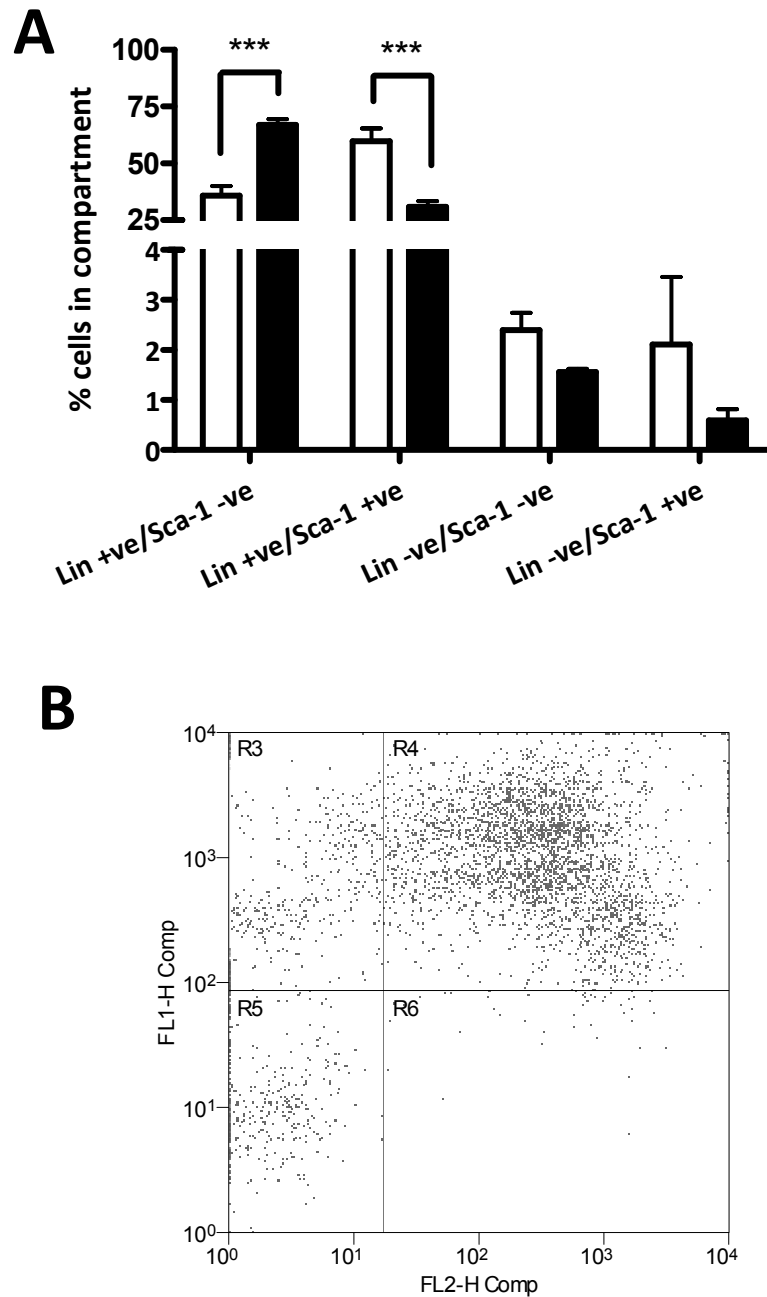 A
% cells in compartment
100
75
50
25
4
3
2
1
0
***
***
Lin +ve/Sca-1 -ve
Lin +ve/Sca-1 +ve
Lin -ve/Sca-1 -ve
Lin -ve/Sca-1 +ve
B
FL1-H Comp
10⁴
10³
10²
10¹
10⁰
R3
R4
R5
R6
10⁰
10¹
10²
10³
10⁴
FL2-H Comp